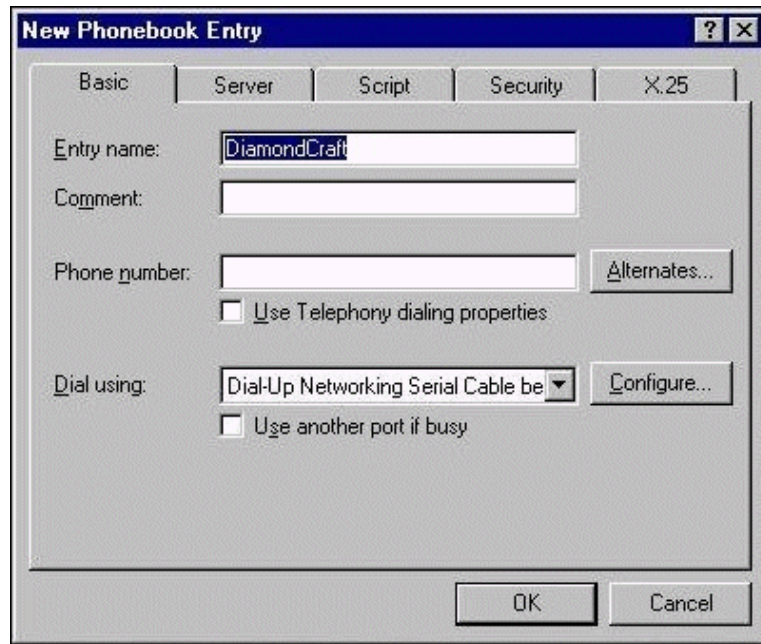 New Phonebook Entry
Basic Server Script Security X.25
Entry name: DiamondCraft
Comment:
Phone number: Alternates...
Use Telephony dialing properties
Dial using: Dial-Up Networking Serial Cable be Configure...
Use another port if busy
OK Cancel